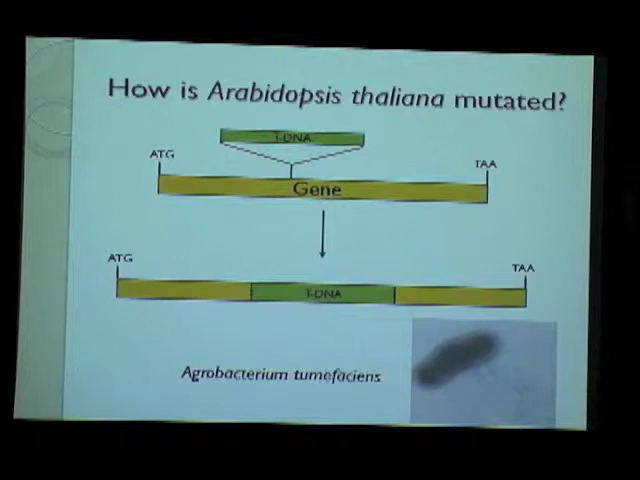 How is Arabidopsis thaliana mutated?
T-DNA
ATG
TAA
Gene
ATG
TAA
T-DNA
Agrobacterium tumefaciens